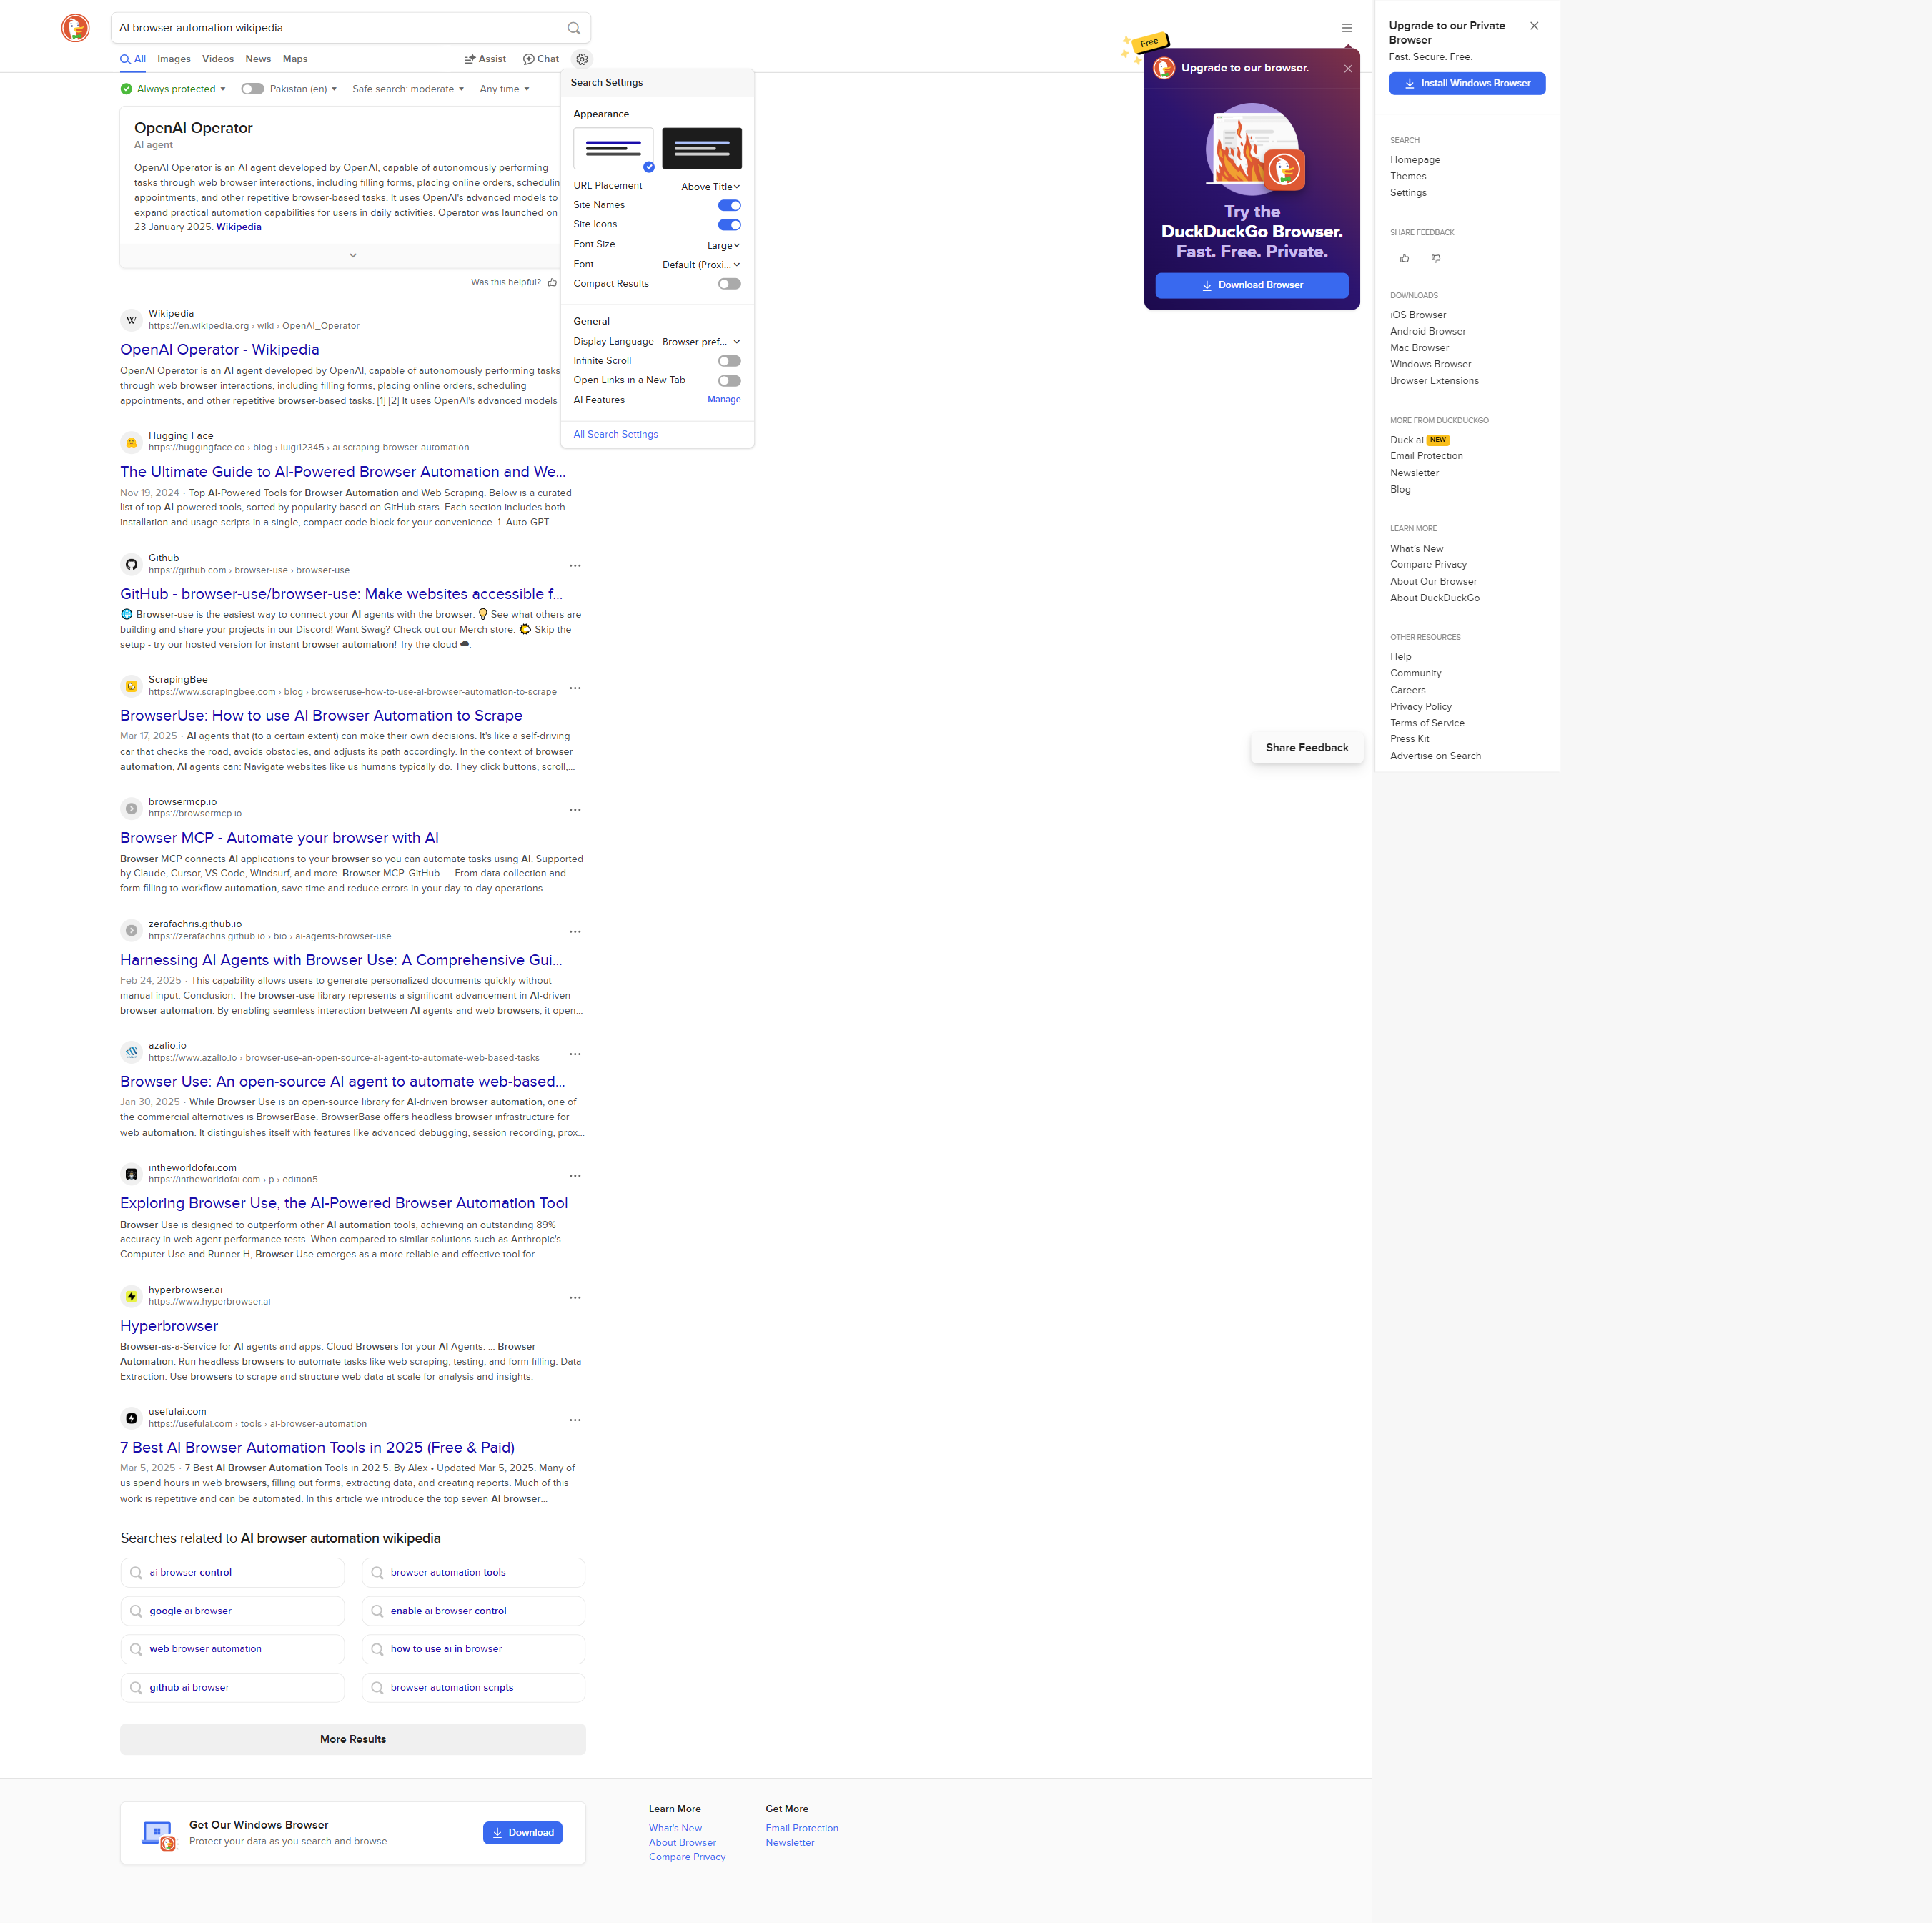 AI browser automation wikipedia
All
Images
Videos
News
Maps
Assist
Chat
Always protected
Pakistan (en)
Safe search: moderate
Any time
OpenAI Operator
AI agent
OpenAI Operator is an AI agent developed by OpenAI, capable of autonomously performing
tasks through web browser interactions, including filling forms, placing online orders, schedulin
appointments, and other repetitive browser-based tasks. It uses OpenAI's advanced models to
expand practical automation capabilities for users in daily activities. Operator was launched on
23 January 2025. Wikipedia
Was this helpful?
Wikipedia
https://en.wikipedia.org › wiki › OpenAI_Operator
OpenAI Operator - Wikipedia
OpenAI Operator is an AI agent developed by OpenAI, capable of autonomously performing tasks
through web browser interactions, including filling forms, placing online orders, scheduling
appointments, and other repetitive browser-based tasks. [1] [2] It uses OpenAI's advanced models
Hugging Face
https://huggingface.co › blog › luigi12345 › ai-scraping-browser-automation
The Ultimate Guide to AI-Powered Browser Automation and We...
Nov 19, 2024 · Top AI-Powered Tools for Browser Automation and Web Scraping. Below is a curated
list of top AI-powered tools, sorted by popularity based on GitHub stars. Each section includes both
installation and usage scripts in a single, compact code block for your convenience. 1. Auto-GPT.
Github
https://github.com › browser-use › browser-use
GitHub - browser-use/browser-use: Make websites accessible f...
🌐 Browser-use is the easiest way to connect your AI agents with the browser. 💡 See what others are
building and share your projects in our Discord! Want Swag? Check out our Merch store. 🌤 Skip the
setup - try our hosted version for instant browser automation! Try the cloud ☁.
ScrapingBee
https://www.scrapingbee.com › blog › browseruse-how-to-use-ai-browser-automation-to-scrape
BrowserUse: How to use AI Browser Automation to Scrape
Mar 17, 2025 · AI agents that (to a certain extent) can make their own decisions. It's like a self-driving
car that checks the road, avoids obstacles, and adjusts its path accordingly. In the context of browser
automation, AI agents can: Navigate websites like us humans typically do. They click buttons, scroll,...
browsermcp.io
https://browsermcp.io
Browser MCP - Automate your browser with AI
Browser MCP connects AI applications to your browser so you can automate tasks using AI. Supported
by Claude, Cursor, VS Code, Windsurf, and more. Browser MCP. GitHub. ... From data collection and
form filling to workflow automation, save time and reduce errors in your day-to-day operations.
zerafachris.github.io
https://zerafachris.github.io › bio › ai-agents-browser-use
Harnessing AI Agents with Browser Use: A Comprehensive Gui...
Feb 24, 2025 · This capability allows users to generate personalized documents quickly without
manual input. Conclusion. The browser-use library represents a significant advancement in AI-driven
browser automation. By enabling seamless interaction between AI agents and web browsers, it open...
azalio.io
https://www.azalio.io › browser-use-an-open-source-ai-agent-to-automate-web-based-tasks
Browser Use: An open-source AI agent to automate web-based...
Jan 30, 2025 · While Browser Use is an open-source library for AI-driven browser automation, one of
the commercial alternatives is BrowserBase. BrowserBase offers headless browser infrastructure for
web automation. It distinguishes itself with features like advanced debugging, session recording, prox...
intheworldofai.com
https://intheworldofai.com › p › edition5
Exploring Browser Use, the AI-Powered Browser Automation Tool
Browser Use is designed to outperform other AI automation tools, achieving an outstanding 89%
accuracy in web agent performance tests. When compared to similar solutions such as Anthropic's
Computer Use and Runner H, Browser Use emerges as a more reliable and effective tool for...
hyperbrowser.ai
https://www.hyperbrowser.ai
Hyperbrowser
Browser-as-a-Service for AI agents and apps. Cloud Browsers for your AI Agents. ... Browser
Automation. Run headless browsers to automate tasks like web scraping, testing, and form filling. Data
Extraction. Use browsers to scrape and structure web data at scale for analysis and insights.
usefulai.com
https://usefulai.com › tools › ai-browser-automation
7 Best AI Browser Automation Tools in 2025 (Free & Paid)
Mar 5, 2025 · 7 Best AI Browser Automation Tools in 202 5. By Alex • Updated Mar 5, 2025. Many of
us spend hours in web browsers, filling out forms, extracting data, and creating reports. Much of this
work is repetitive and can be automated. In this article we introduce the top seven AI browser...
Searches related to AI browser automation wikipedia
ai browser control
browser automation tools
google ai browser
enable ai browser control
web browser automation
how to use ai in browser
github ai browser
browser automation scripts
More Results
Get Our Windows Browser
Protect your data as you search and browse.
Download
Learn More
What's New
About Browser
Compare Privacy
Get More
Email Protection
Newsletter
Search Settings
Appearance
URL Placement
Above Title
Site Names
Site Icons
Font Size
Large
Font
Default (Proxi...
Compact Results
General
Display Language
Browser pref...
Infinite Scroll
Open Links in a New Tab
AI Features
Manage
All Search Settings
Free
Upgrade to our browser.
Try the
DuckDuckGo Browser.
Fast. Free. Private.
Download Browser
Share Feedback
Upgrade to our Private
Browser
Fast. Secure. Free.
Install Windows Browser
SEARCH
Homepage
Themes
Settings
SHARE FEEDBACK
DOWNLOADS
iOS Browser
Android Browser
Mac Browser
Windows Browser
Browser Extensions
MORE FROM DUCKDUCKGO
Duck.ai NEW
Email Protection
Newsletter
Blog
LEARN MORE
What's New
Compare Privacy
About Our Browser
About DuckDuckGo
OTHER RESOURCES
Help
Community
Careers
Privacy Policy
Terms of Service
Press Kit
Advertise on Search